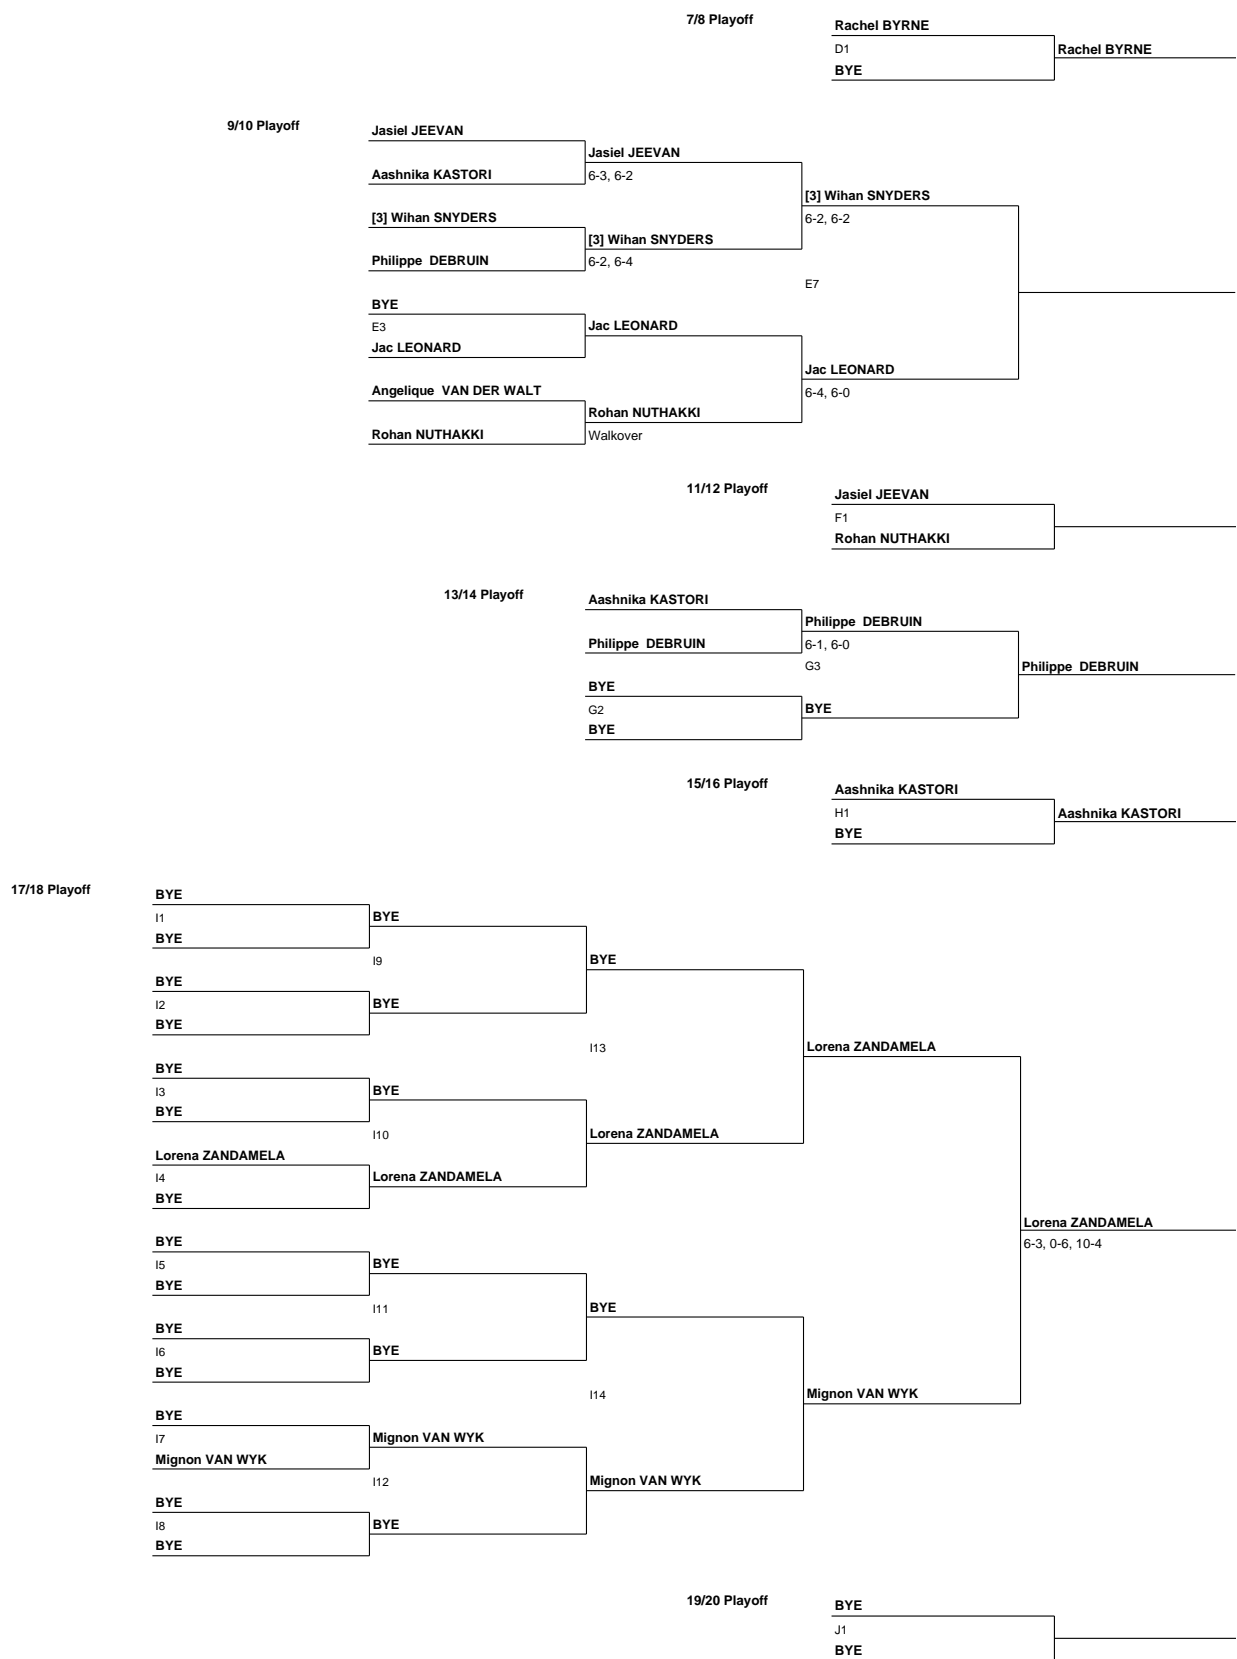 7/8 Playoff
Rachel BYRNE
D1
Rachel BYRNE
BYE
9/10 Playoff
Jasiel JEEVAN
Jasiel JEEVAN
Aashnika KASTORI
6-3, 6-2
[3] Wihan SNYDERS
[3] Wihan SNYDERS
6-2, 6-2
[3] Wihan SNYDERS
Philippe  DEBRUIN
6-2, 6-4
E7
BYE
E3
Jac LEONARD
Jac LEONARD
Jac LEONARD
6-4, 6-0
Angelique  VAN DER WALT
Rohan NUTHAKKI
Rohan NUTHAKKI
Walkover
11/12 Playoff
Jasiel JEEVAN
F1
Rohan NUTHAKKI
13/14 Playoff
Aashnika KASTORI
Philippe  DEBRUIN
Philippe  DEBRUIN
6-1, 6-0
G3
Philippe  DEBRUIN
BYE
G2
BYE
BYE
15/16 Playoff
Aashnika KASTORI
H1
Aashnika KASTORI
BYE
17/18 Playoff
BYE
I1
BYE
BYE
I9
BYE
BYE
I2
BYE
BYE
I13
Lorena ZANDAMELA
BYE
I3
BYE
BYE
I10
Lorena ZANDAMELA
Lorena ZANDAMELA
I4
Lorena ZANDAMELA
BYE
Lorena ZANDAMELA
6-3, 0-6, 10-4
BYE
I5
BYE
BYE
I11
BYE
BYE
I6
BYE
BYE
I14
Mignon VAN WYK
BYE
I7
Mignon VAN WYK
Mignon VAN WYK
I12
Mignon VAN WYK
BYE
I8
BYE
BYE
19/20 Playoff
BYE
J1
BYE